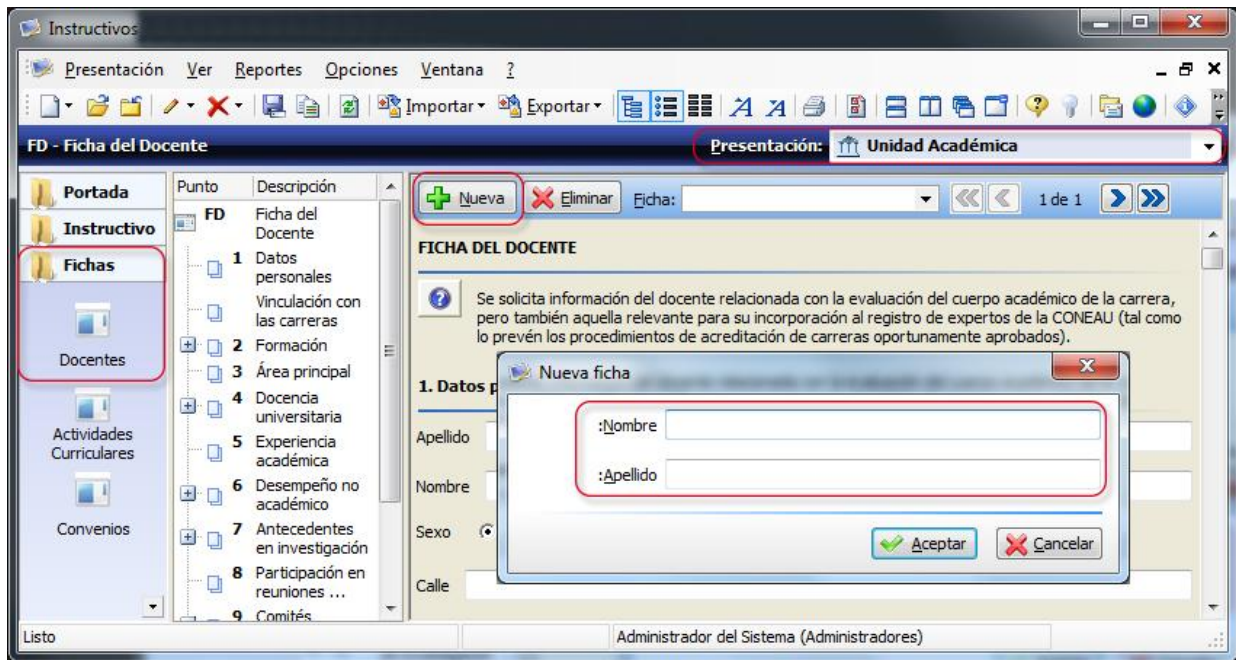 Instructivos
Presentación Ver Reportes Opciones Ventana ?
Importar Exportar
FD - Ficha del Docente
Presentación: Unidad Académica
Portada
Instructivo
Fichas
Docentes
Actividades
Curriculares
Convenios
Punto Descripción
FD Ficha del
Docente
1 Datos
personales
Vinculación con
las carreras
2 Formación
3 Área principal
4 Docencia
universitaria
5 Experiencia
académica
6 Desempeño no
académico
7 Antecedentes
en investigación
8 Participación en
reuniones ...
9 Comités
Nueva Eliminar Ficha: 1 de 1
FICHA DEL DOCENTE
Se solicita información del docente relacionada con la evaluación del cuerpo académico de la carrera,
pero también aquella relevante para su incorporación al registro de expertos de la CONEAU (tal como
lo prevén los procedimientos de acreditación de carreras oportunamente aprobados).
1. Datos p
Apellido
Nombre
Sexo
Calle
Nueva ficha
:Nombre
:Apellido
Aceptar Cancelar
Listo Administrador del Sistema (Administradores)